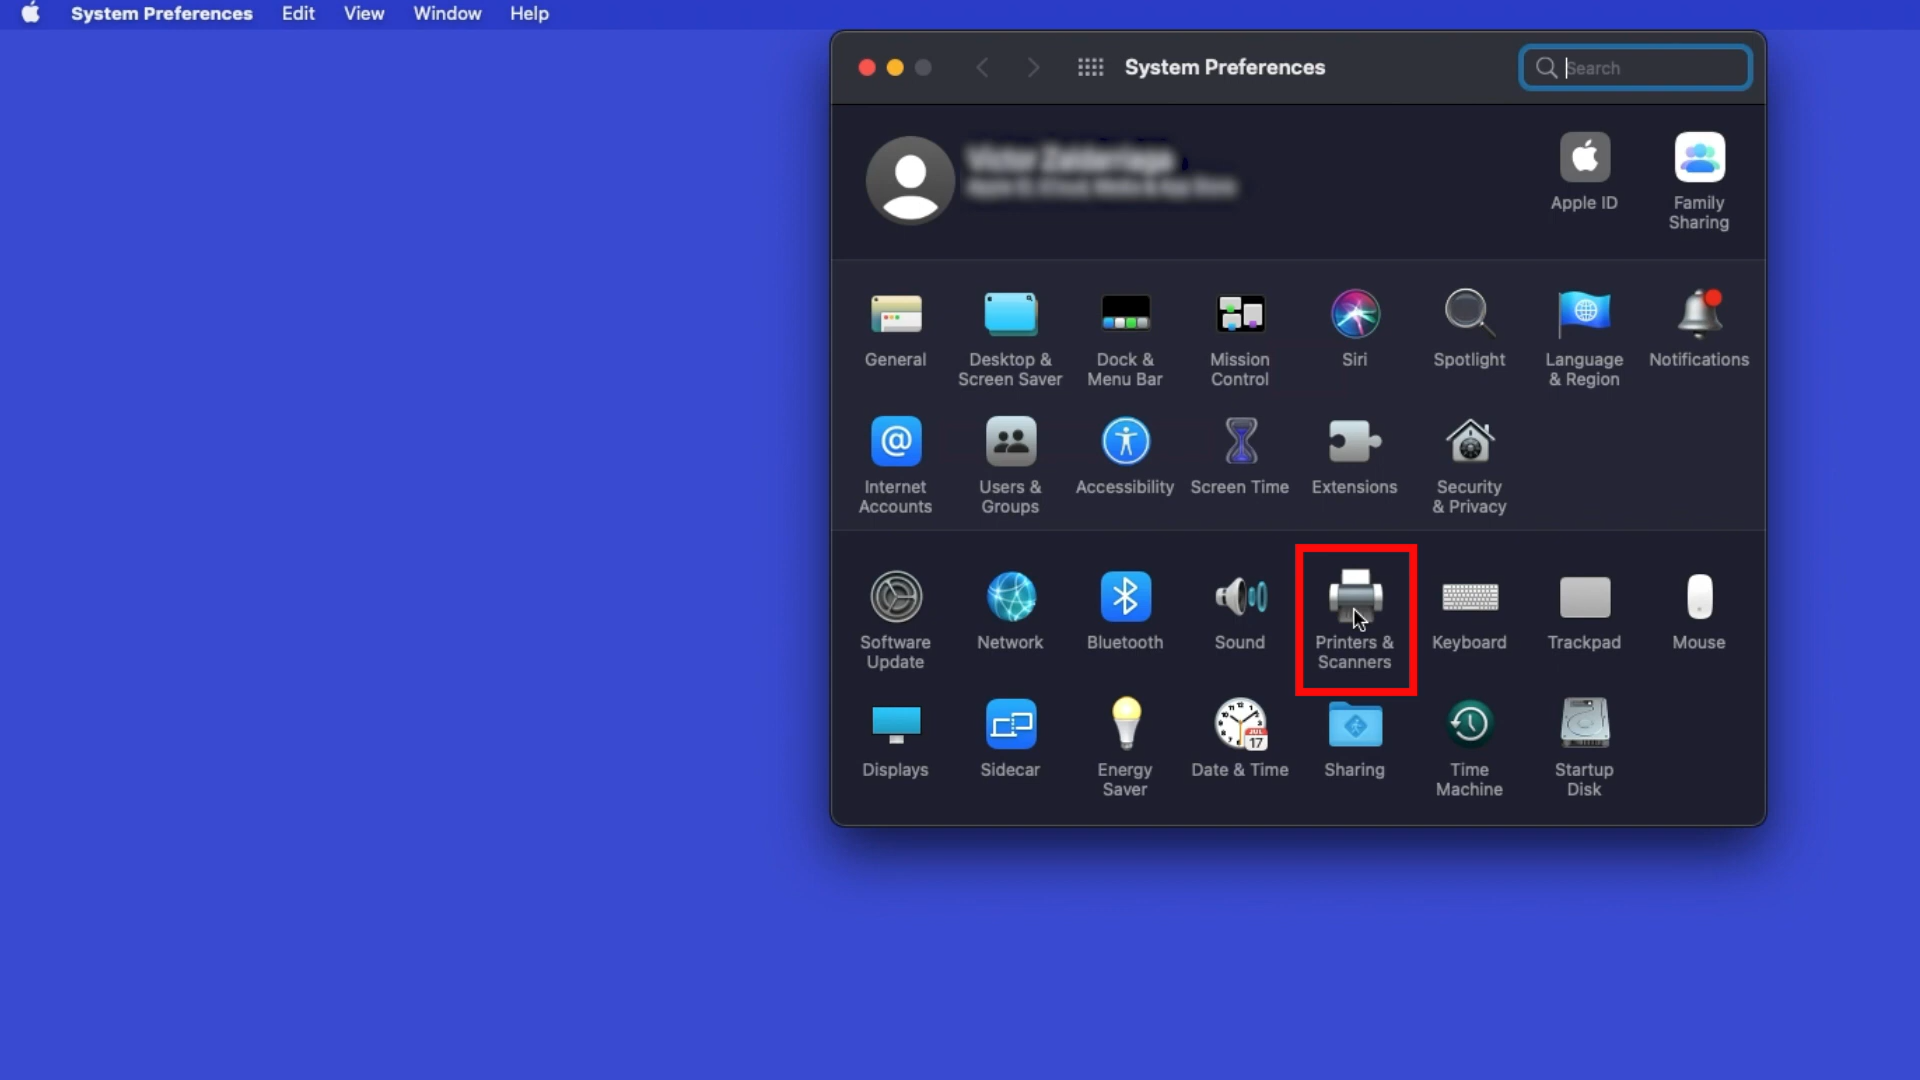 System Preferences Edit View Window Help
System Preferences
Search
Apple ID
Family
Sharing
General
Desktop &
Screen Saver
Dock &
Menu Bar
Mission
Control
Siri
Spotlight
Language
& Region
Notifications
Internet
Accounts
Users &
Groups
Accessibility
Screen Time
Extensions
Security
& Privacy
Software
Update
Network
Bluetooth
Sound
Printers &
Scanners
Keyboard
Trackpad
Mouse
Displays
Sidecar
Energy
Saver
JUL
17
Date & Time
Sharing
Time
Machine
Startup
Disk